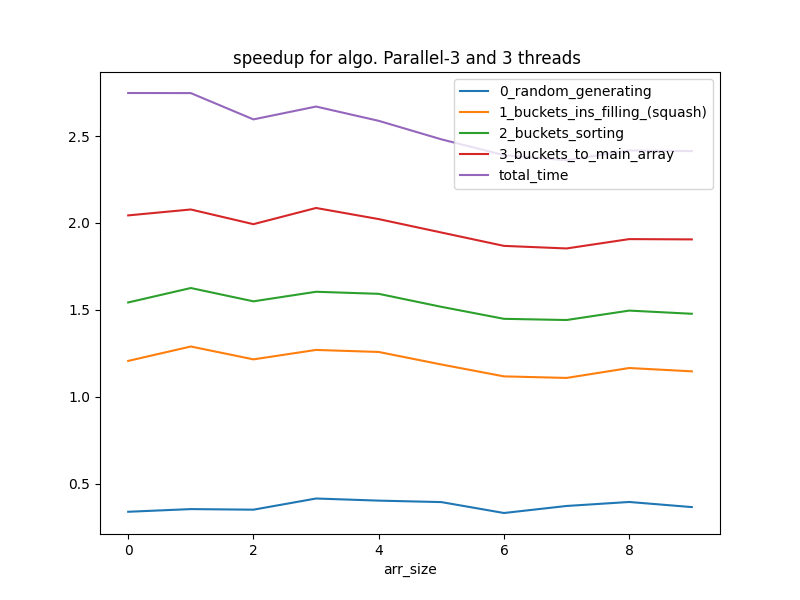 speedup for algo. Parallel-3 and 3 threads
0_random_generating
1_buckets_ins_filling_(squash)
2_buckets_sorting
3_buckets_to_main_array
total_time
2.5
2.0
1.5
1.0
0.5
0 2 4 6 8
arr_size